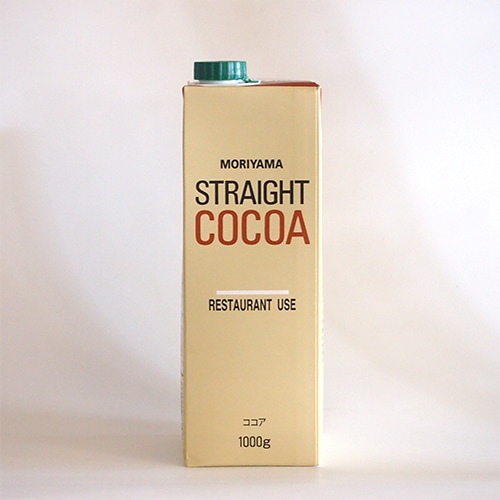 MORIYAMA
STRAIGHT
COCOA
RESTAURANT USE
ココア
1000g